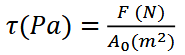 τ(Pa) = F (N) / A₀(m²)